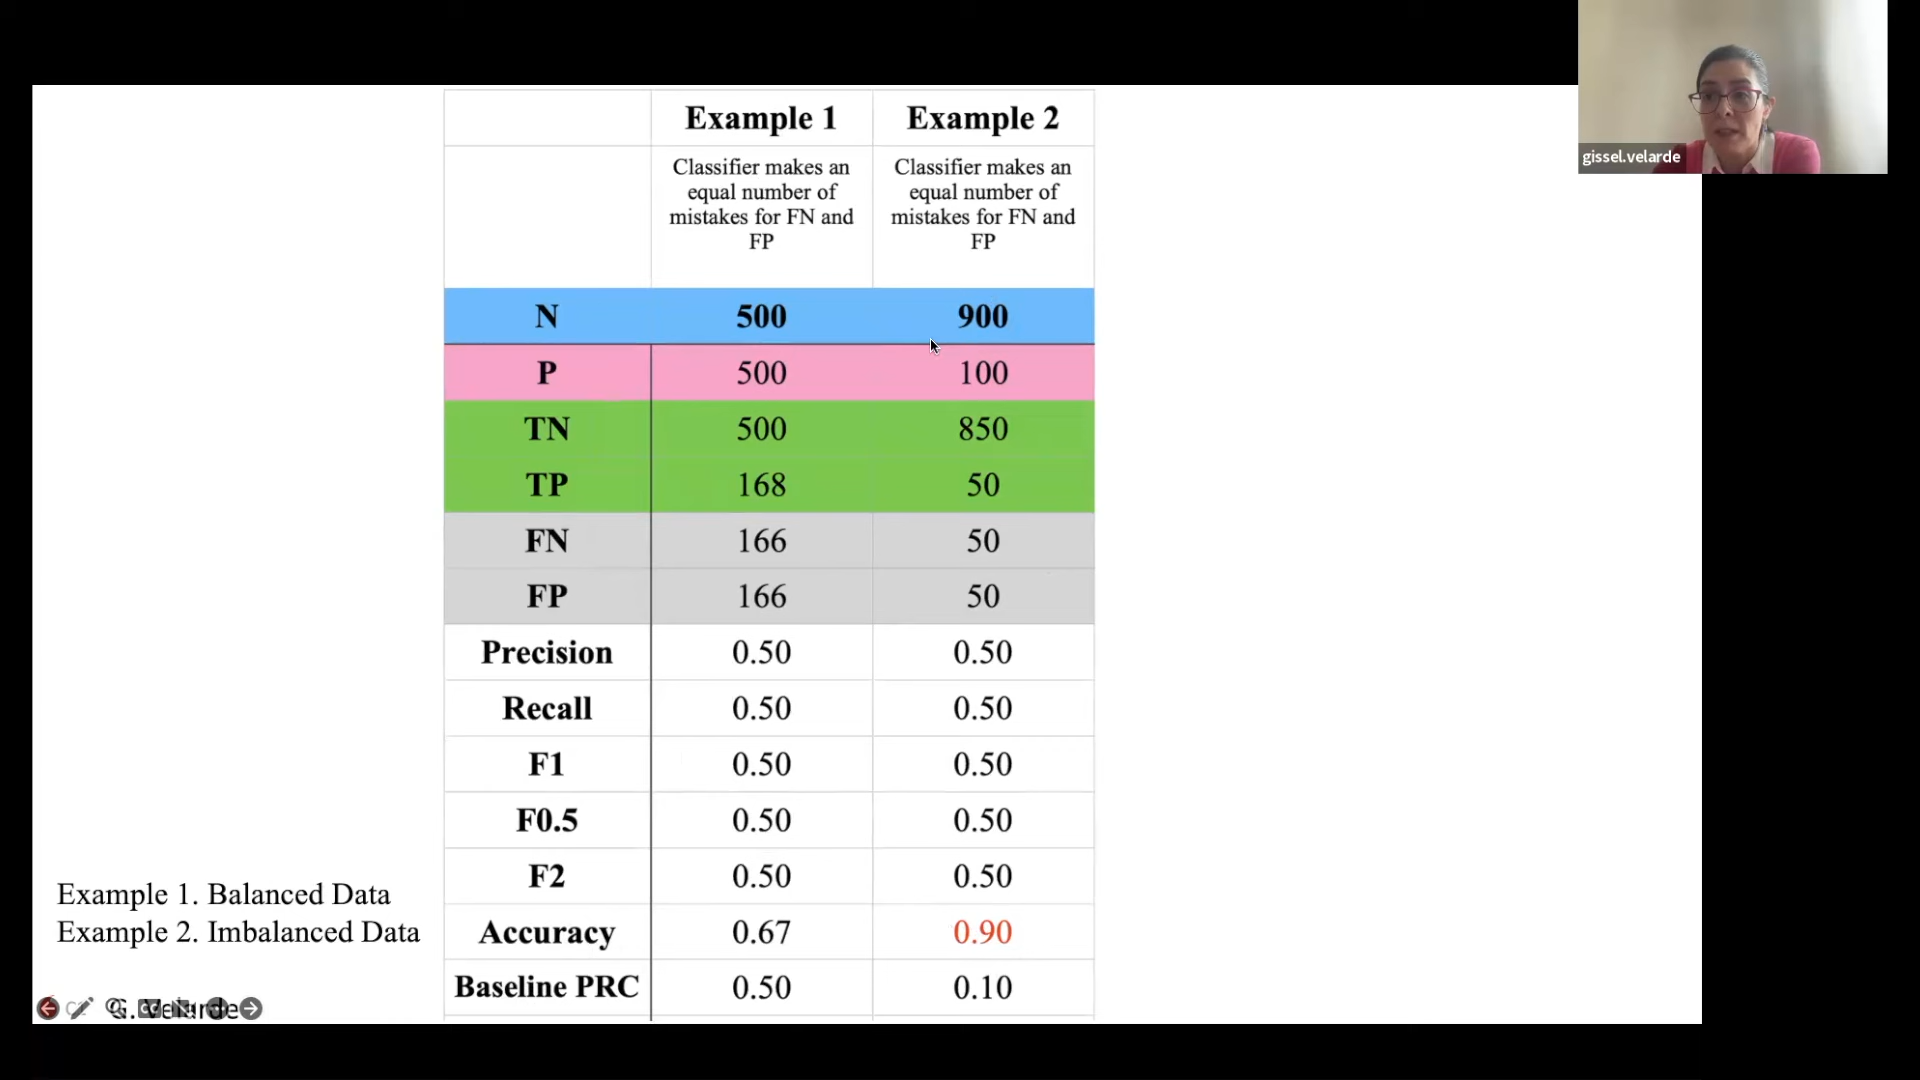 gissel.velarde
Example 1 Example 2
Classifier makes an equal number of mistakes for FN and FP Classifier makes an equal number of mistakes for FN and FP
N 500 900
P 500 100
TN 500 850
TP 168 50
FN 166 50
FP 166 50
Precision 0.50 0.50
Recall 0.50 0.50
F1 0.50 0.50
F0.5 0.50 0.50
F2 0.50 0.50
Accuracy 0.67 0.90
Baseline PRC 0.50 0.10
Example 1. Balanced Data
Example 2. Imbalanced Data
G. Velarde